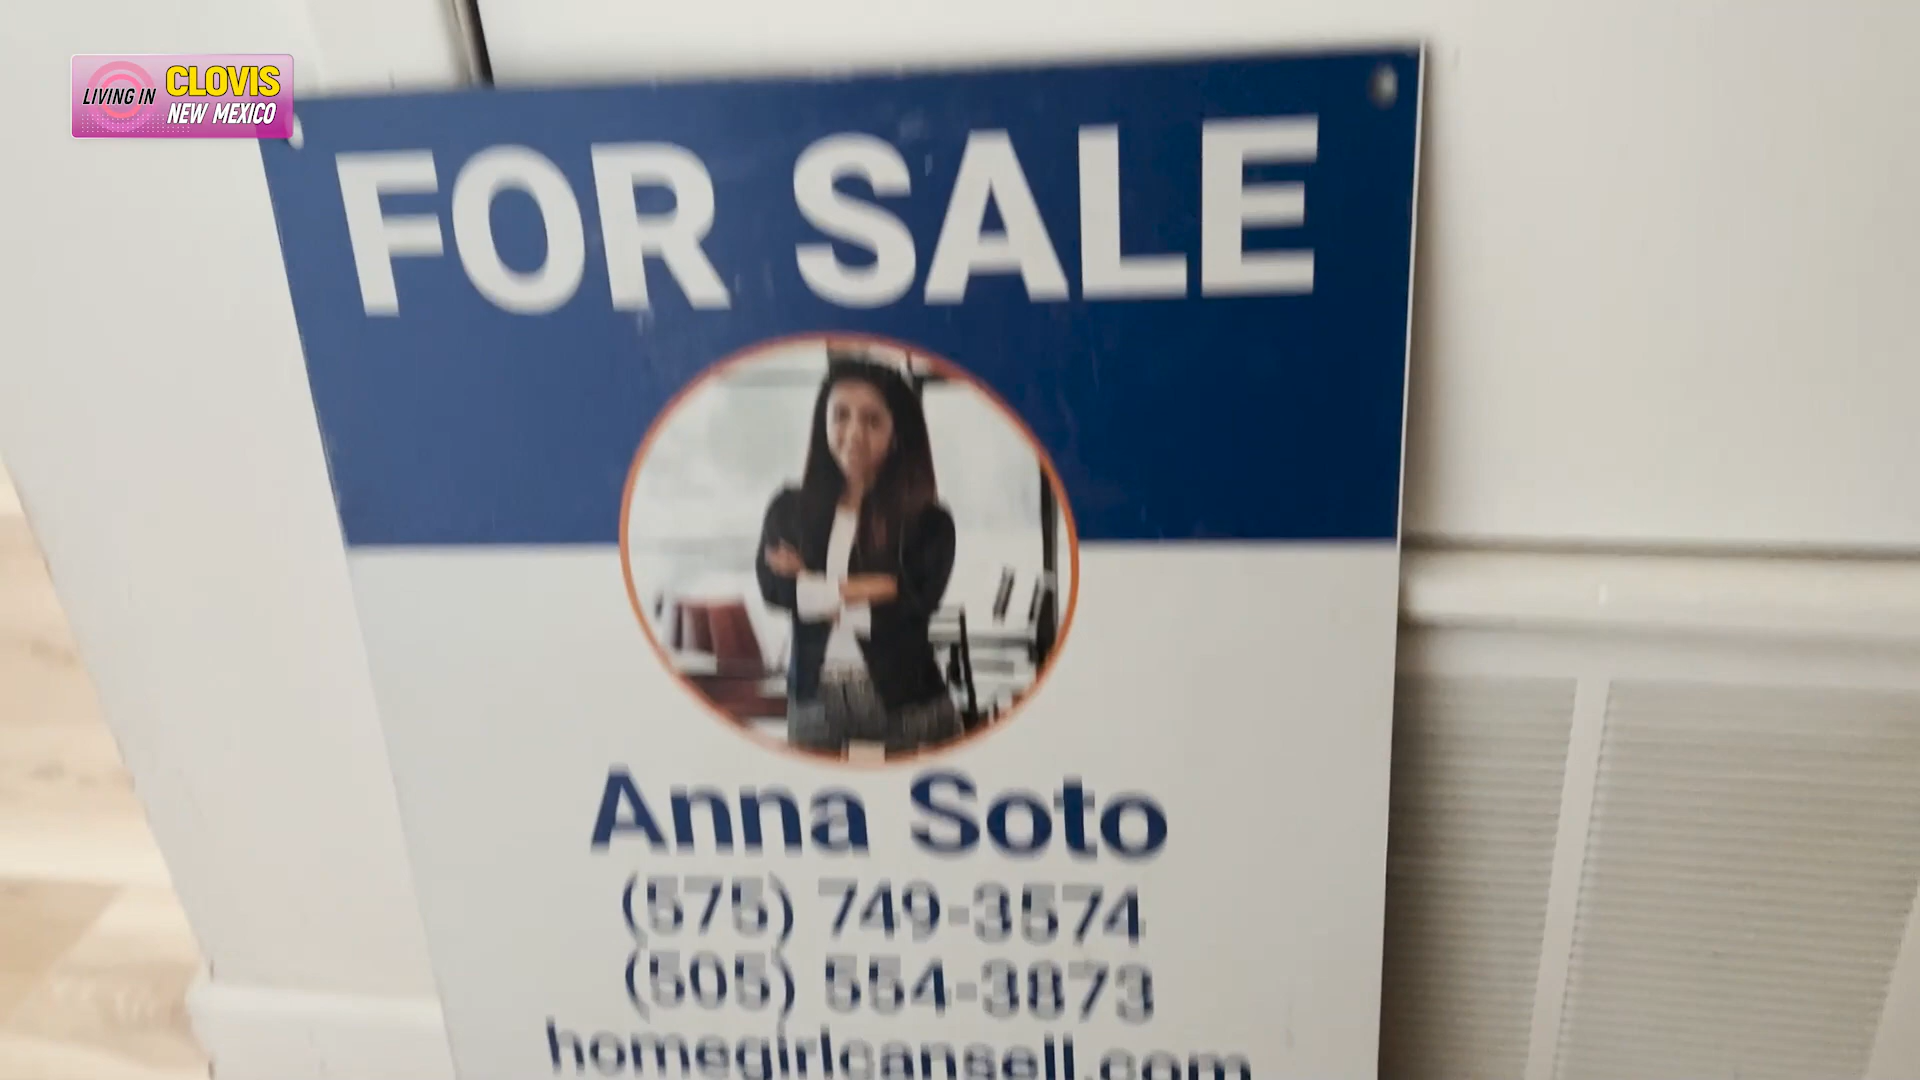 LIVING IN CLOVIS
NEW MEXICO
FOR SALE
Anna Soto
(575) 749-3574
(505) 554-3873
homegirlcansell.com